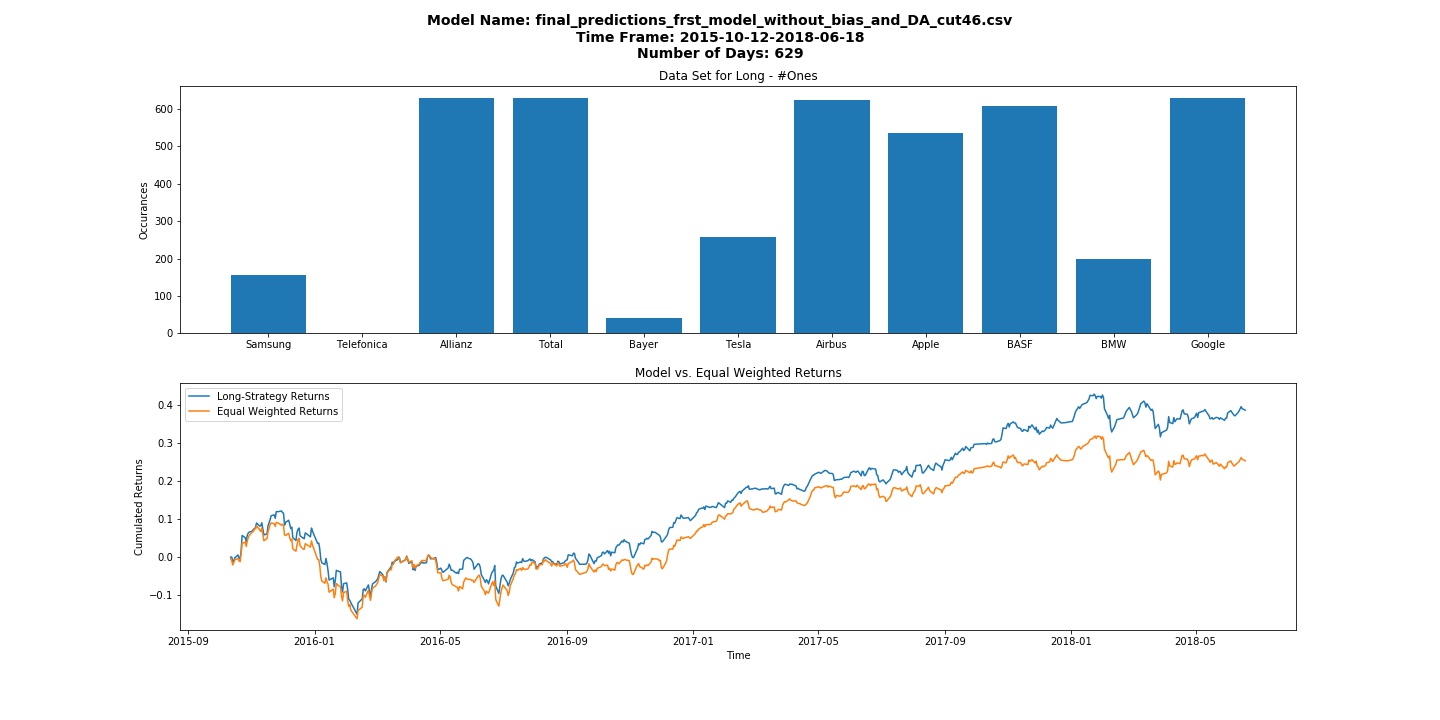 Model Name: final_predictions_frst_model_without_bias_and_DA_cut46.csv
Time Frame: 2015-10-12-2018-06-18
Number of Days: 629
Data Set for Long - #Ones
600
500
400
300
200
100
0
Occurances
Samsung Telefonica Allianz Total Bayer Tesla Airbus Apple BASF BMW Google
Model vs. Equal Weighted Returns
Long-Strategy Returns
Equal Weighted Returns
0.4
0.3
0.2
0.1
0.0
−0.1
Cumulated Returns
2015-09 2016-01 2016-05 2016-09 2017-01 2017-05 2017-09 2018-01 2018-05
Time